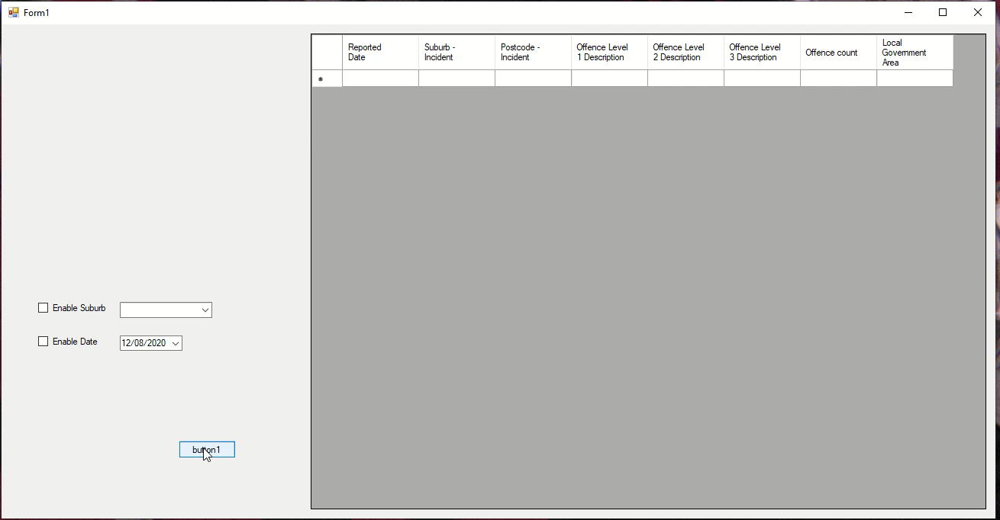 Form1
Reported
Date
Suburb -
Incident
Postcode -
Incident
Offence Level
1 Description
Offence Level
2 Description
Offence Level
3 Description
Offence count
Local
Government
Area
Enable Suburb
Enable Date
12/08/2020
button1